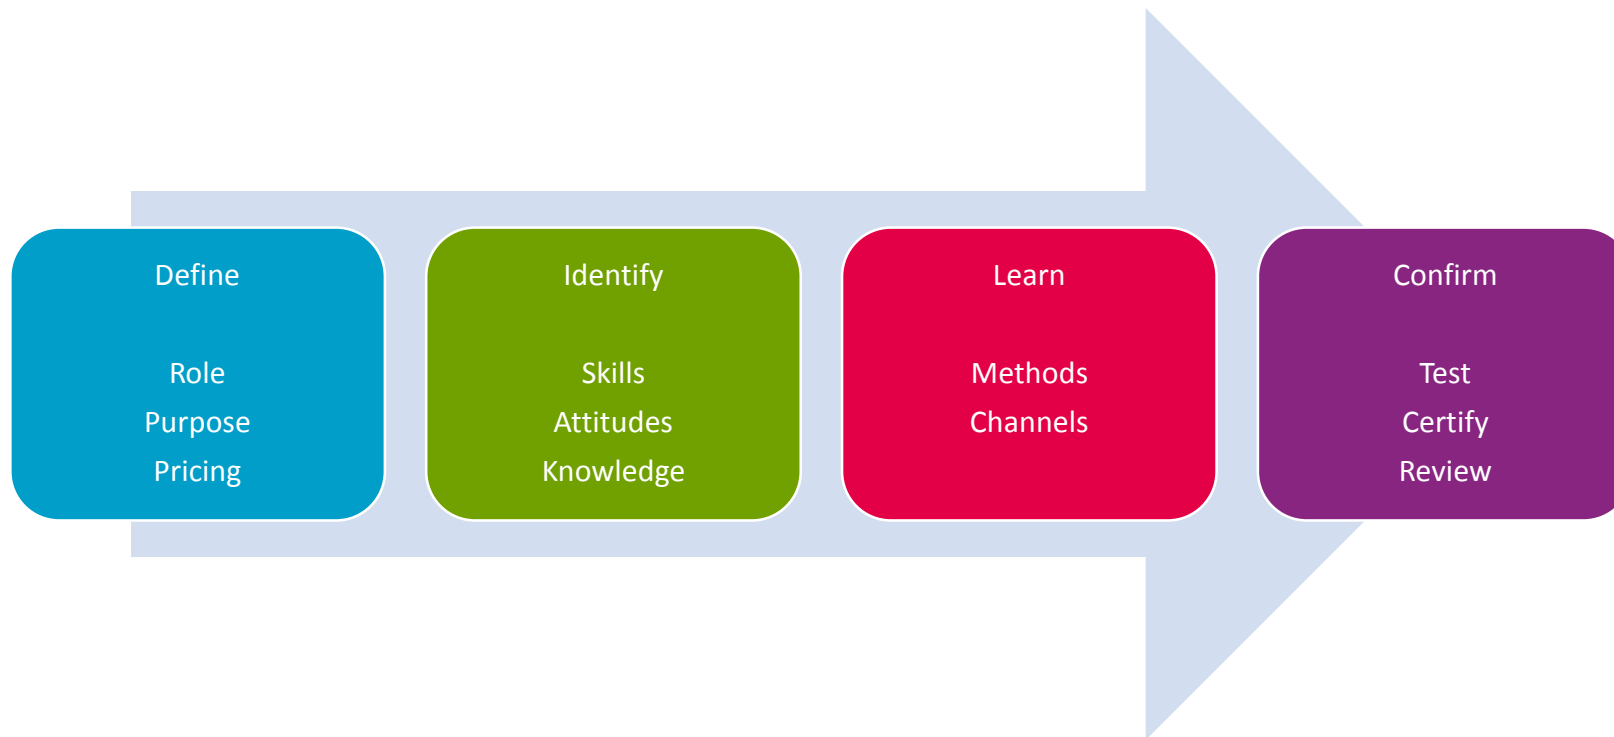 Define
Role
Purpose
Pricing
Identify
Skills
Attitudes
Knowledge
Learn
Methods
Channels
Confirm
Test
Certify
Review